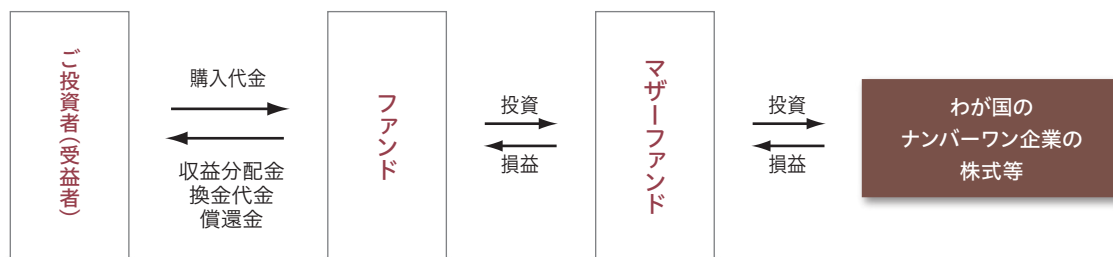 ご投資者(受益者)
購入代金
収益分配金
換金代金
償還金
ファンド
投資
損益
マザーファンド
投資
損益
わが国の
ナンバーワン企業の
株式等